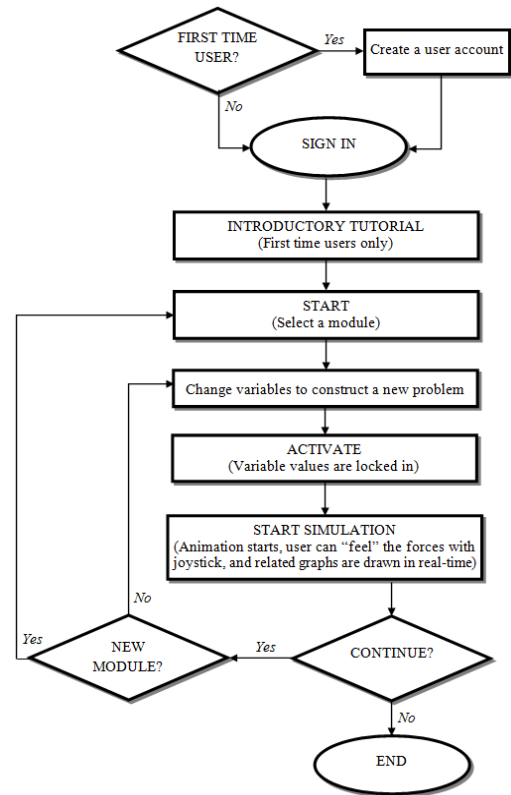 FIRST TIME
USER?
Yes
Create a user account
No
SIGN IN
INTRODUCTORY TUTORIAL
(First time users only)
START
(Select a module)
Change variables to construct a new problem
ACTIVATE
(Variable values are locked in)
START SIMULATION
(Animation starts, user can “feel” the forces with
joystick, and related graphs are drawn in real-time)
No
Yes
NEW
MODULE?
Yes
CONTINUE?
No
END